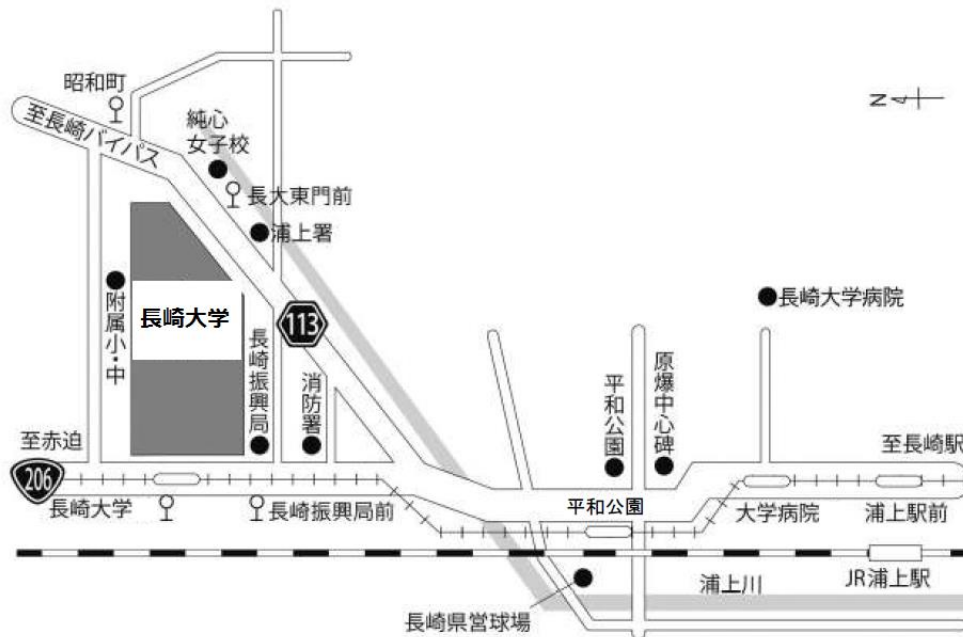 昭和町
至長崎バイパス
純心
女子校
長大東門前
浦上署
N
長崎大学病院
附属小・中
長崎大学
113
長崎振興局
消防署
平和公園
原爆中心碑
至赤迫
至長崎駅
206
長崎大学
長崎振興局前
平和公園
大学病院
浦上駅前
浦上川
JR浦上駅
長崎県営球場